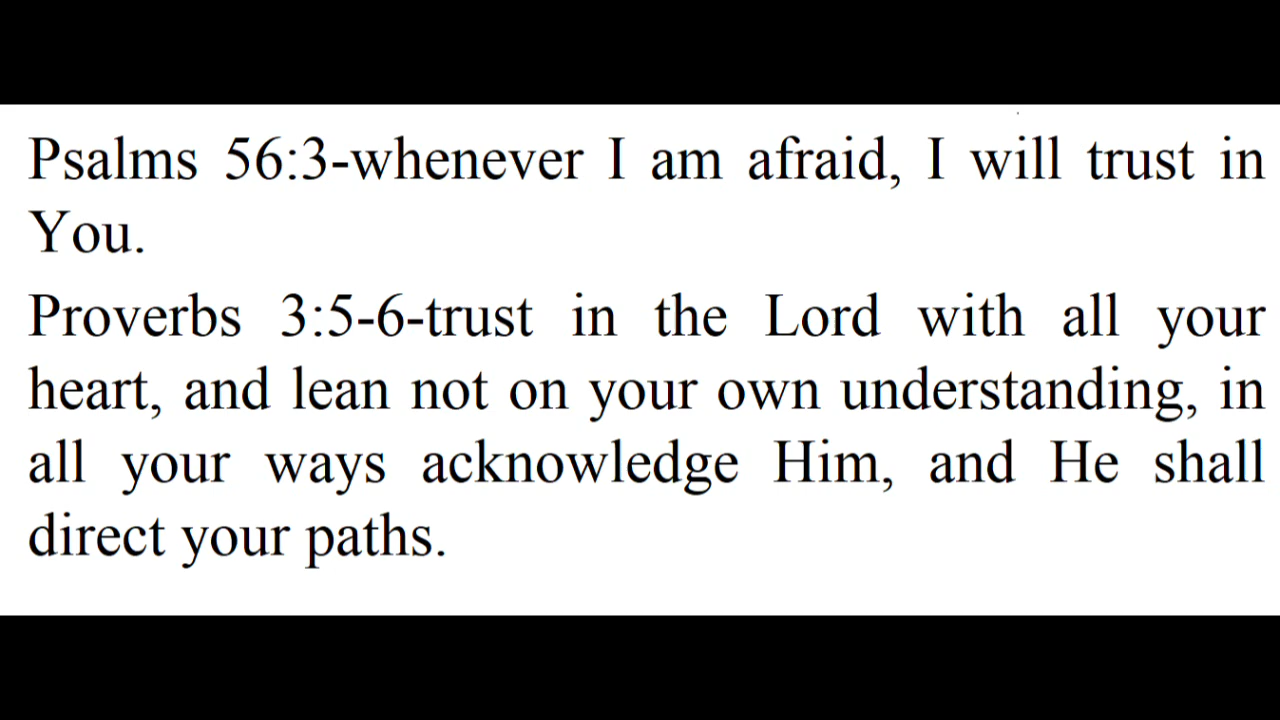 Psalms 56:3-whenever I am afraid, I will trust in
You.
Proverbs 3:5-6-trust in the Lord with all your
heart, and lean not on your own understanding, in
all your ways acknowledge Him, and He shall
direct your paths.